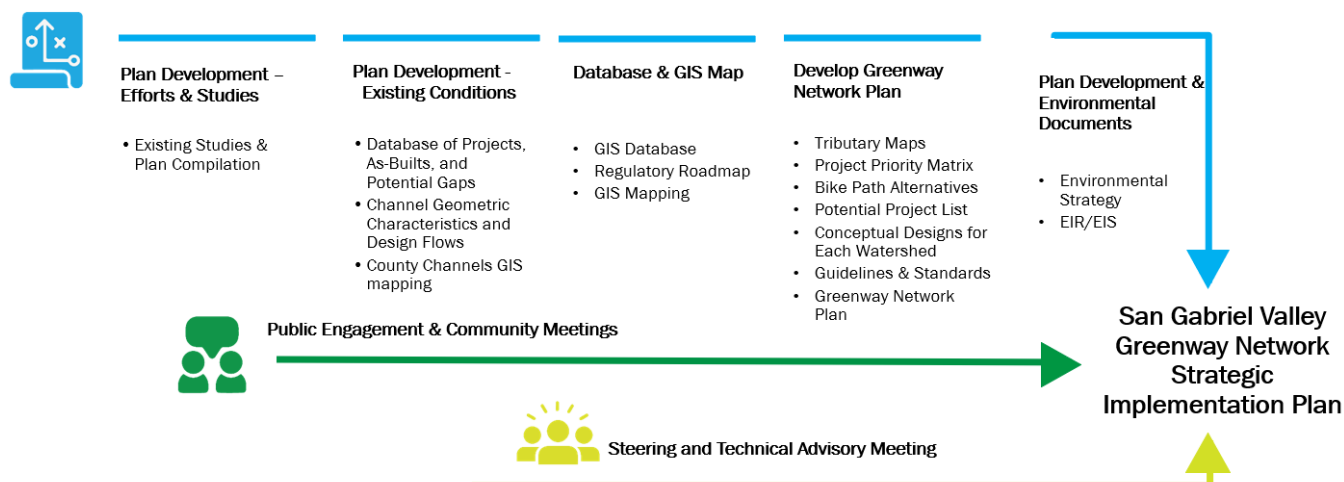 Plan Development –
Efforts & Studies
• Existing Studies &
Plan Compilation
Plan Development -
Existing Conditions
• Database of Projects,
As-Builts, and
Potential Gaps
• Channel Geometric
Characteristics and
Design Flows
• County Channels GIS
mapping
Database & GIS Map
• GIS Database
• Regulatory Roadmap
• GIS Mapping
Develop Greenway
Network Plan
• Tributary Maps
• Project Priority Matrix
• Bike Path Alternatives
• Potential Project List
• Conceptual Designs for
Each Watershed
• Guidelines & Standards
• Greenway Network
Plan
Plan Development &
Environmental
Documents
• Environmental
Strategy
• EIR/EIS
Public Engagement & Community Meetings
San Gabriel Valley
Greenway Network
Strategic
Implementation Plan
Steering and Technical Advisory Meeting